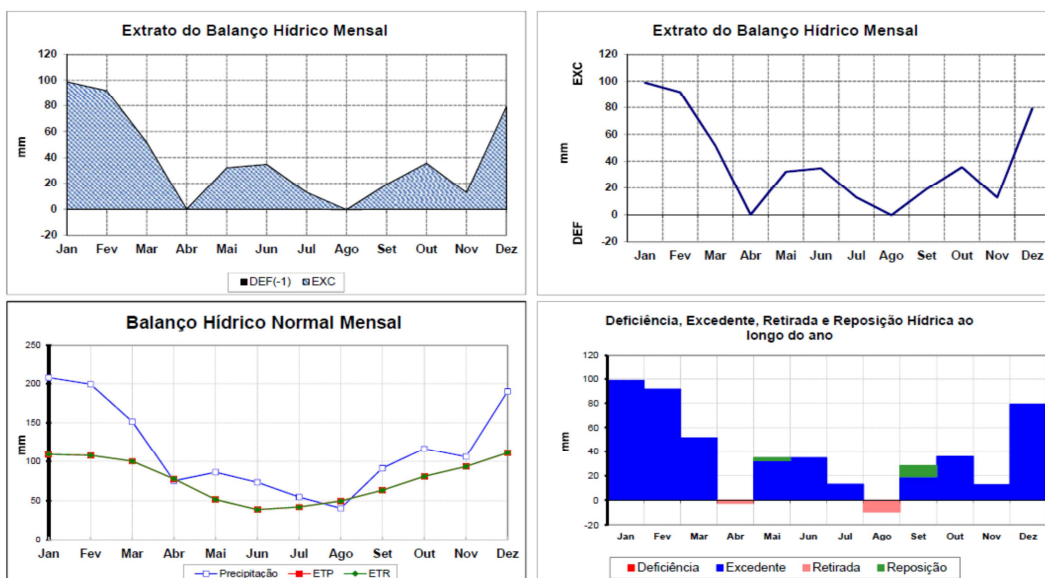 Extrato do Balanço Hídrico Mensal
120
100
80
60
40
20
0
-20
mm
Jan Fev Mar Abr Mai Jun Jul Ago Set Out Nov Dez
DEF(-1) EXC
Extrato do Balanço Hídrico Mensal
120
100
80
60
40
20
0
-20
EXC
mm
DEF
Jan Fev Mar Abr Mai Jun Jul Ago Set Out Nov Dez
Balanço Hídrico Normal Mensal
250
200
150
100
50
0
mm
Jan Fev Mar Abr Mai Jun Jul Ago Set Out Nov Dez
Precipitação ETP ETR
Deficiência, Excedente, Retirada e Reposição Hídrica ao
longo do ano
120
100
80
60
40
20
0
-20
mm
Jan Fev Mar Abr Mai Jun Jul Ago Set Out Nov Dez
Deficiência Excedente Retirada Reposição